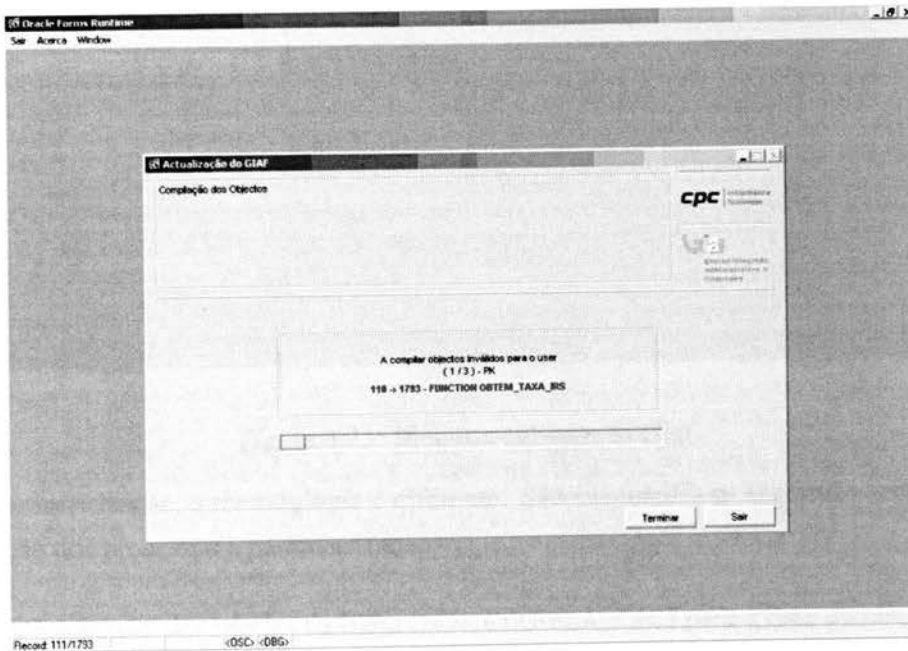 Oracle Forms Runtime
Sair Acerca Window
Actualização do GIAF
Compilação dos Objectos
cpc
A compilar objectos inválidos para o user
( 1 / 3 ) - PK
110 -> 1793 - FUNCTION OBTEM_TAXA_IRS
Terminar Sair
Record: 111/1793 <OSC> <DBG>